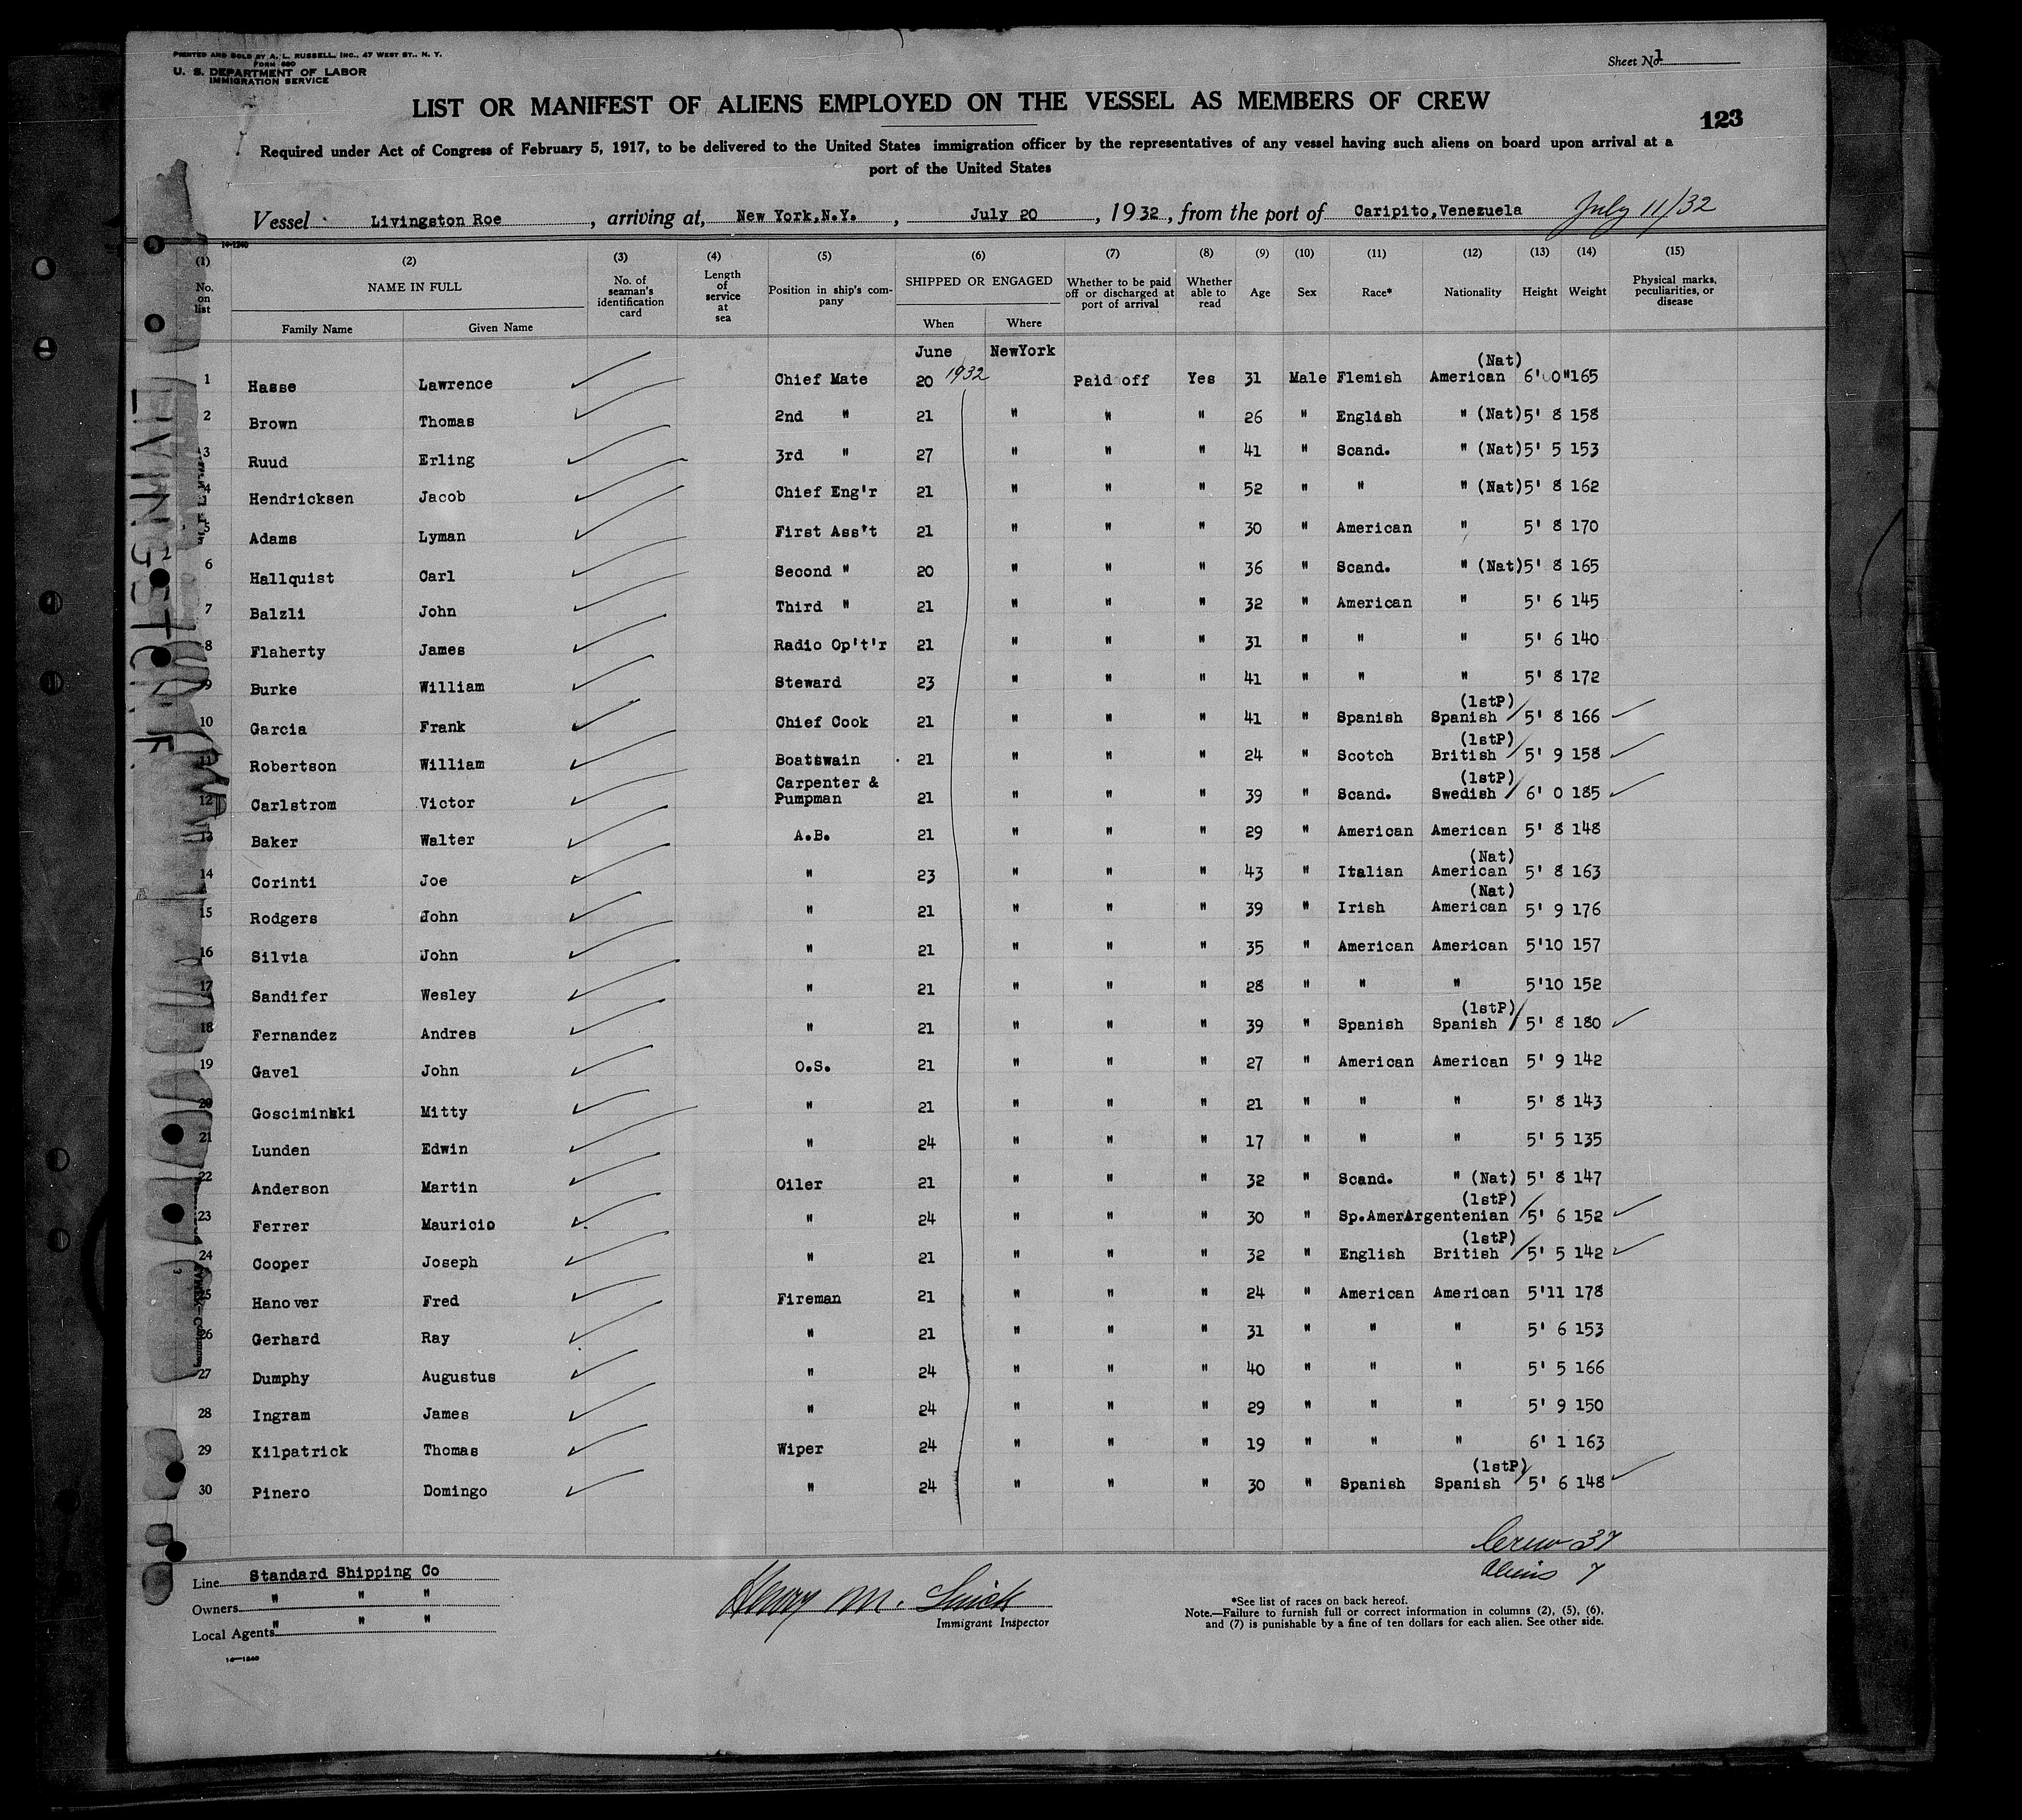 PRINTED AND SOLD BY A. L. RUSSELL, INC., 47 WEST ST., N. Y.
FORM 680
U. S. DEPARTMENT OF LABOR
IMMIGRATION SERVICE
Sheet No. 1
LIST OR MANIFEST OF ALIENS EMPLOYED ON THE VESSEL AS MEMBERS OF CREW
123
Required under Act of Congress of February 5, 1917, to be delivered to the United States immigration officer by the representatives of any vessel having such aliens on board upon arrival at a
port of the United States
Vessel Livingston Roe, arriving at, New York,N.Y., July 20, 1932, from the port of Caripito,Venezuela July 11/32
14-1240
(1) (2) (3) (4) (5) (6) (7) (8) (9) (10) (11) (12) (13) (14) (15)
No. on list NAME IN FULL Family Name Given Name No. of seaman's identification card Length of service at sea Position in ship's company SHIPPED OR ENGAGED When Where Whether to be paid off or discharged at port of arrival Whether able to read Age Sex Race* Nationality Height Weight Physical marks, peculiarities, or disease
June NewYork (Nat)
1 Hasse Lawrence Chief Mate 20 1932 Paid off Yes 31 Male Flemish American 6' 0" 165
2 Brown Thomas 2nd " 21 " " " 26 " English " (Nat) 5' 8 158
3 Ruud Erling 3rd " 27 " " " 41 " Scand. " (Nat) 5' 5 153
4 Hendricksen Jacob Chief Eng'r 21 " " " 52 " " " (Nat) 5' 8 162
5 Adams Lyman First Ass't 21 " " " 30 " American " 5' 8 170
6 Hallquist Carl Second " 20 " " " 36 " Scand. " (Nat) 5' 8 165
7 Balzli John Third " 21 " " " 32 " American " 5' 6 145
8 Flaherty James Radio Op't'r 21 " " " 31 " " " 5' 6 140
9 Burke William Steward 23 " " " 41 " " " 5' 8 172
(1stP)
10 Garcia Frank Chief Cook 21 " " " 41 " Spanish Spanish 5' 8 166
(1stP)
11 Robertson William Boatswain 21 " " " 24 " Scotch British 5' 9 158
Carpenter & (1stP)
12 Carlstrom Victor Pumpman 21 " " " 39 " Scand. Swedish 6' 0 185
13 Baker Walter A.B. 21 " " " 29 " American American 5' 8 148
(Nat)
14 Corinti Joe " 23 " " " 43 " Italian American 5' 8 163
(Nat)
15 Rodgers John " 21 " " " 39 " Irish American 5' 9 176
16 Silvia John " 21 " " " 35 " American American 5'10 157
17 Sandifer Wesley " 21 " " " 28 " " " 5'10 152
(1stP)
18 Fernandez Andres " 21 " " " 39 " Spanish Spanish 5' 8 180
19 Gavel John O.S. 21 " " " 27 " American American 5' 9 142
20 Gosciminski Mitty " 21 " " " 21 " " " 5' 8 143
21 Lunden Edwin " 24 " " " 17 " " " 5' 5 135
22 Anderson Martin Oiler 21 " " " 32 " Scand. " (Nat) 5' 8 147
(1stP)
23 Ferrer Mauricio " 24 " " " 30 " Sp.Amer Argentenian 5' 6 152
(1stP)
24 Cooper Joseph " 21 " " " 32 " English British 5' 5 142
25 Hanover Fred Fireman 21 " " " 24 " American American 5'11 178
26 Gerhard Ray " 21 " " " 31 " " " 5' 6 153
27 Dumphy Augustus " 24 " " " 40 " " " 5' 5 166
28 Ingram James " 24 " " " 29 " " " 5' 9 150
29 Kilpatrick Thomas Wiper 24 " " " 19 " " " 6' 1 163
(1stP)
30 Pinero Domingo " 24 " " " 30 " Spanish Spanish 5' 6 148
Crew 37
Aliens 7
Line Standard Shipping Co
Owners " " "
Local Agents " " "
14-1240
Henry M.
Immigrant Inspector
*See list of races on back hereof.
Note.—Failure to furnish full or correct information in columns (2), (5), (6),
and (7) is punishable by a fine of ten dollars for each alien. See other side.